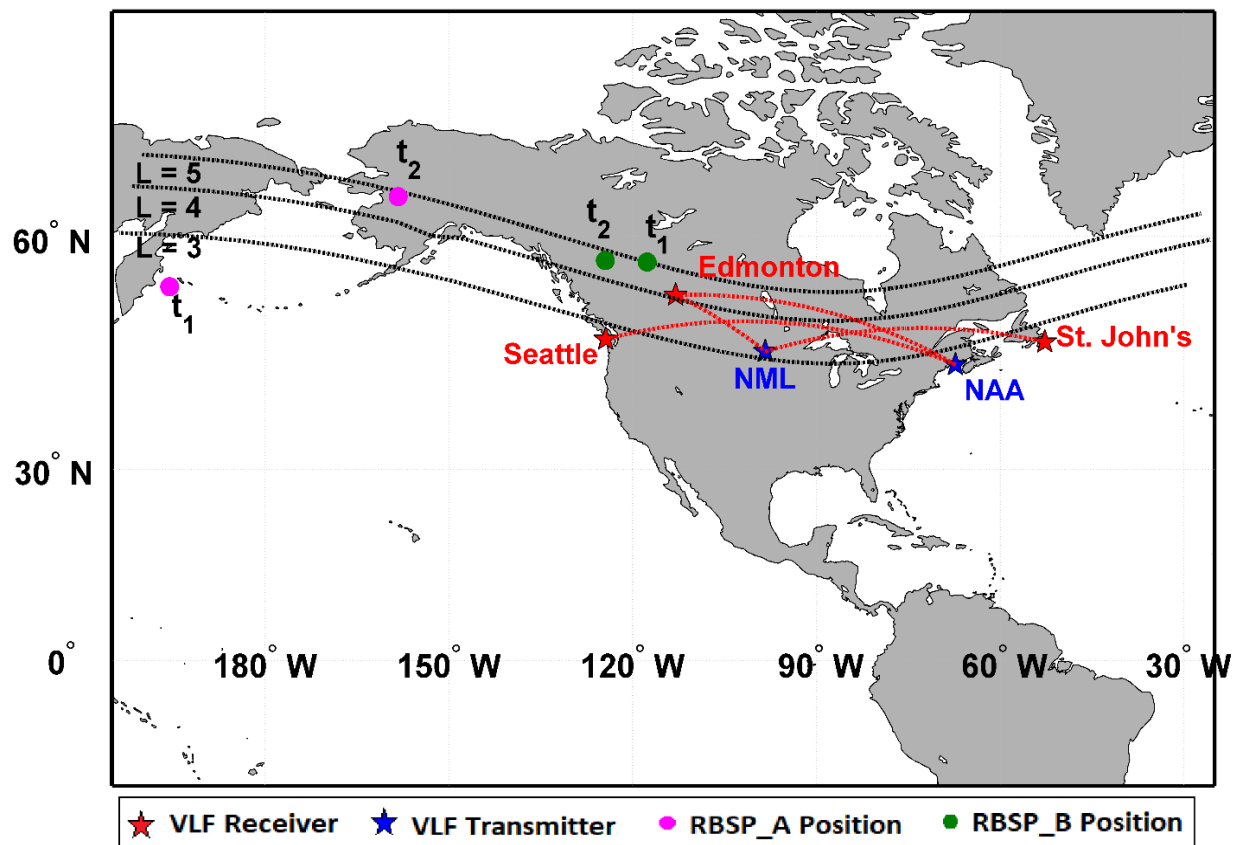 t₂
L = 5
L = 4
60° N
L = 3
t₂
t₁
Edmonton
t₁
Seattle
St. John's
NML
NAA
30° N
0°
180° W
150° W
120° W
90° W
60° W
30° W
VLF Receiver
VLF Transmitter
RBSP_A Position
RBSP_B Position